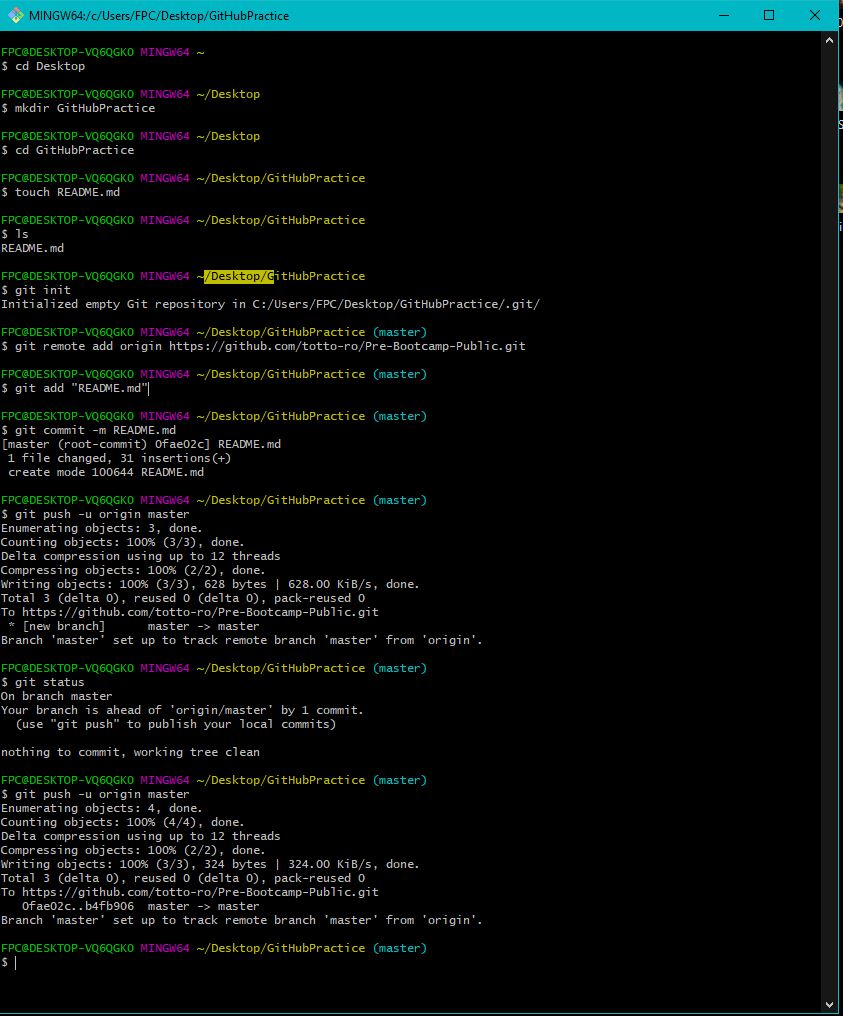 MINGW64:/c/Users/FPC/Desktop/GitHubPractice
FPC@DESKTOP-VQ6QGKO MINGW64 ~
$ cd Desktop
FPC@DESKTOP-VQ6QGKO MINGW64 ~/Desktop
$ mkdir GitHubPractice
FPC@DESKTOP-VQ6QGKO MINGW64 ~/Desktop
$ cd GitHubPractice
FPC@DESKTOP-VQ6QGKO MINGW64 ~/Desktop/GitHubPractice
$ touch README.md
FPC@DESKTOP-VQ6QGKO MINGW64 ~/Desktop/GitHubPractice
$ ls
README.md
FPC@DESKTOP-VQ6QGKO MINGW64 ~/Desktop/GitHubPractice
$ git init
Initialized empty Git repository in C:/Users/FPC/Desktop/GitHubPractice/.git/
FPC@DESKTOP-VQ6QGKO MINGW64 ~/Desktop/GitHubPractice (master)
$ git remote add origin https://github.com/totto-ro/Pre-Bootcamp-Public.git
FPC@DESKTOP-VQ6QGKO MINGW64 ~/Desktop/GitHubPractice (master)
$ git add "README.md"
FPC@DESKTOP-VQ6QGKO MINGW64 ~/Desktop/GitHubPractice (master)
$ git commit -m README.md
[master (root-commit) 0fae02c] README.md
1 file changed, 31 insertions(+)
create mode 100644 README.md
FPC@DESKTOP-VQ6QGKO MINGW64 ~/Desktop/GitHubPractice (master)
$ git push -u origin master
Enumerating objects: 3, done.
Counting objects: 100% (3/3), done.
Delta compression using up to 12 threads
Compressing objects: 100% (2/2), done.
Writing objects: 100% (3/3), 628 bytes | 628.00 KiB/s, done.
Total 3 (delta 0), reused 0 (delta 0), pack-reused 0
To https://github.com/totto-ro/Pre-Bootcamp-Public.git
* [new branch]      master -> master
Branch 'master' set up to track remote branch 'master' from 'origin'.
FPC@DESKTOP-VQ6QGKO MINGW64 ~/Desktop/GitHubPractice (master)
$ git status
On branch master
Your branch is ahead of 'origin/master' by 1 commit.
(use "git push" to publish your local commits)
nothing to commit, working tree clean
FPC@DESKTOP-VQ6QGKO MINGW64 ~/Desktop/GitHubPractice (master)
$ git push -u origin master
Enumerating objects: 4, done.
Counting objects: 100% (4/4), done.
Delta compression using up to 12 threads
Compressing objects: 100% (2/2), done.
Writing objects: 100% (3/3), 324 bytes | 324.00 KiB/s, done.
Total 3 (delta 0), reused 0 (delta 0), pack-reused 0
To https://github.com/totto-ro/Pre-Bootcamp-Public.git
0fae02c..b4fb906  master -> master
Branch 'master' set up to track remote branch 'master' from 'origin'.
FPC@DESKTOP-VQ6QGKO MINGW64 ~/Desktop/GitHubPractice (master)
$